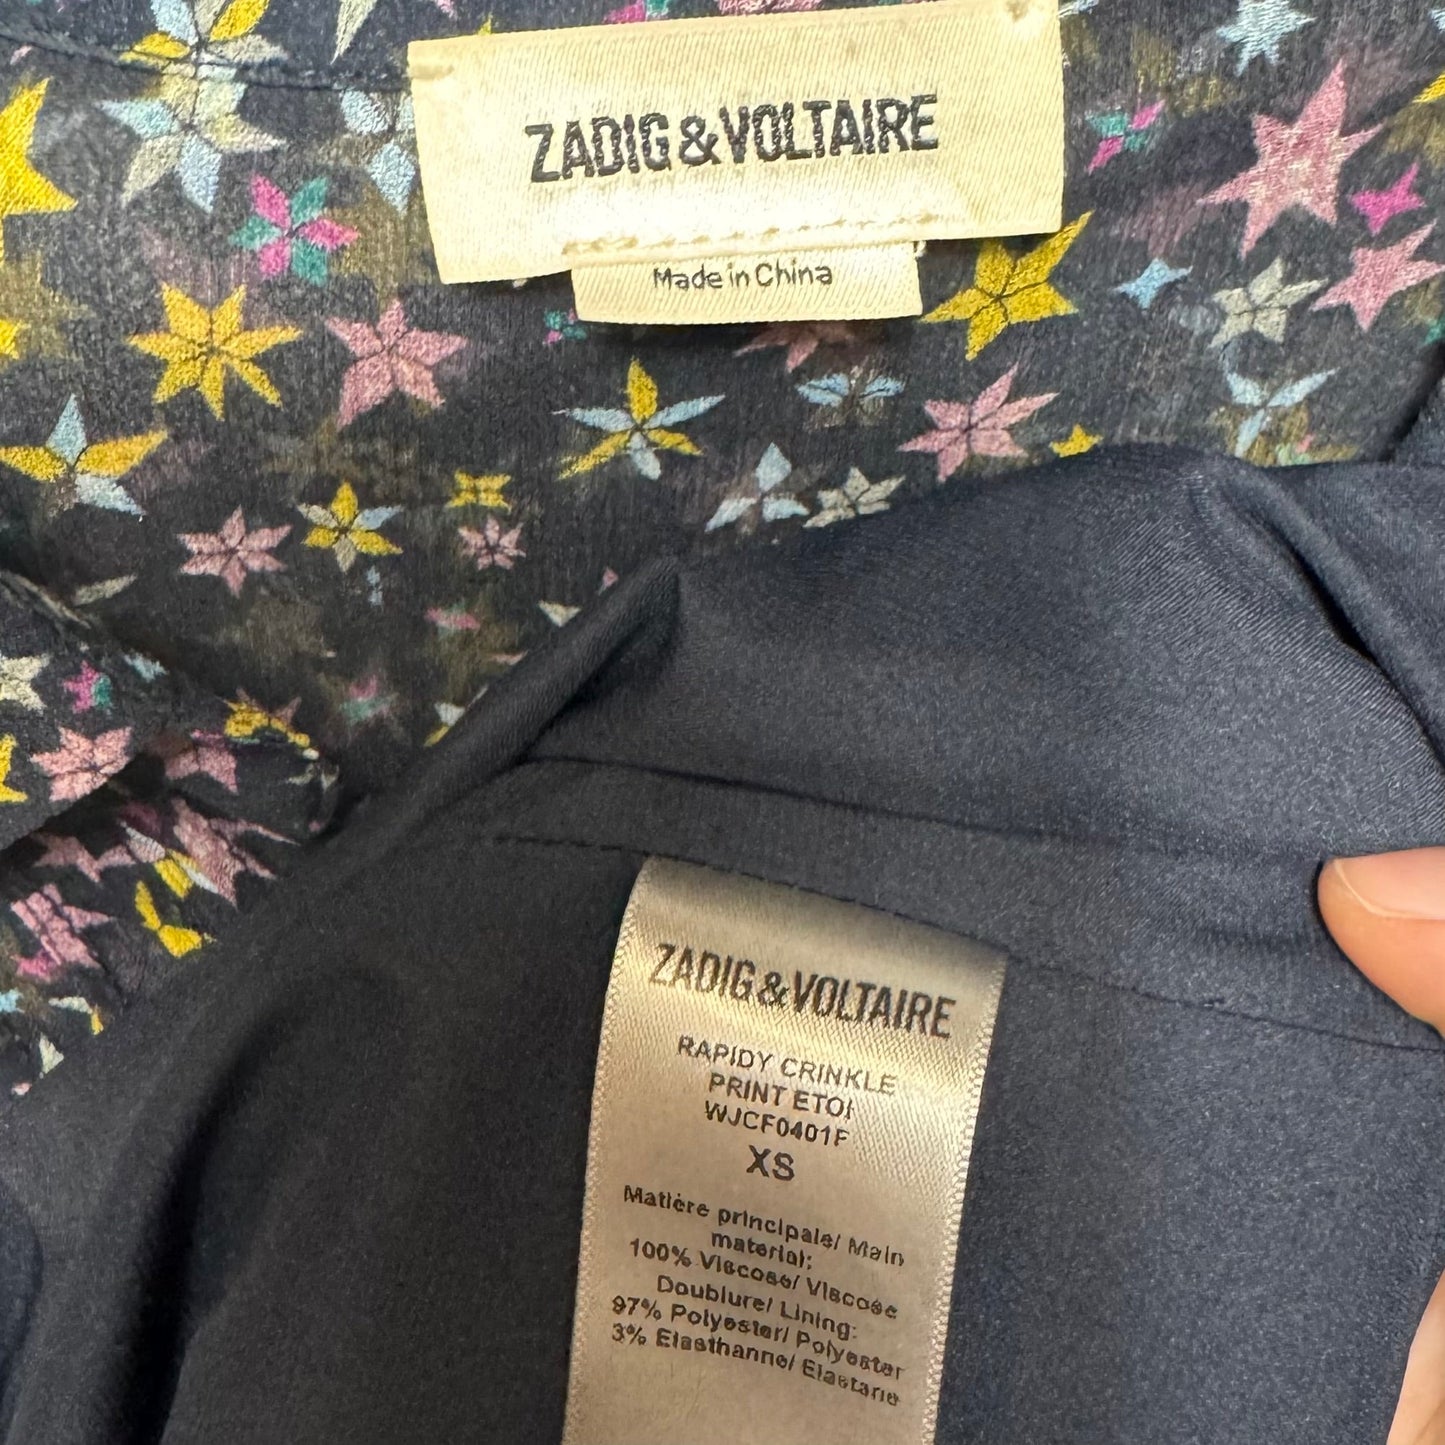 ZADIG&VOLTAIRE
Made in China
ZADIG&VOLTAIRE
RAPIDY CRINKLE
PRINT ETOI
WJCF0401F
XS
Matière principale/ Main
material:
100% Viscose/ Viscose
Doublure/ Lining:
97% Polyester/ Polyester
3% Elasthanne/ Elastane